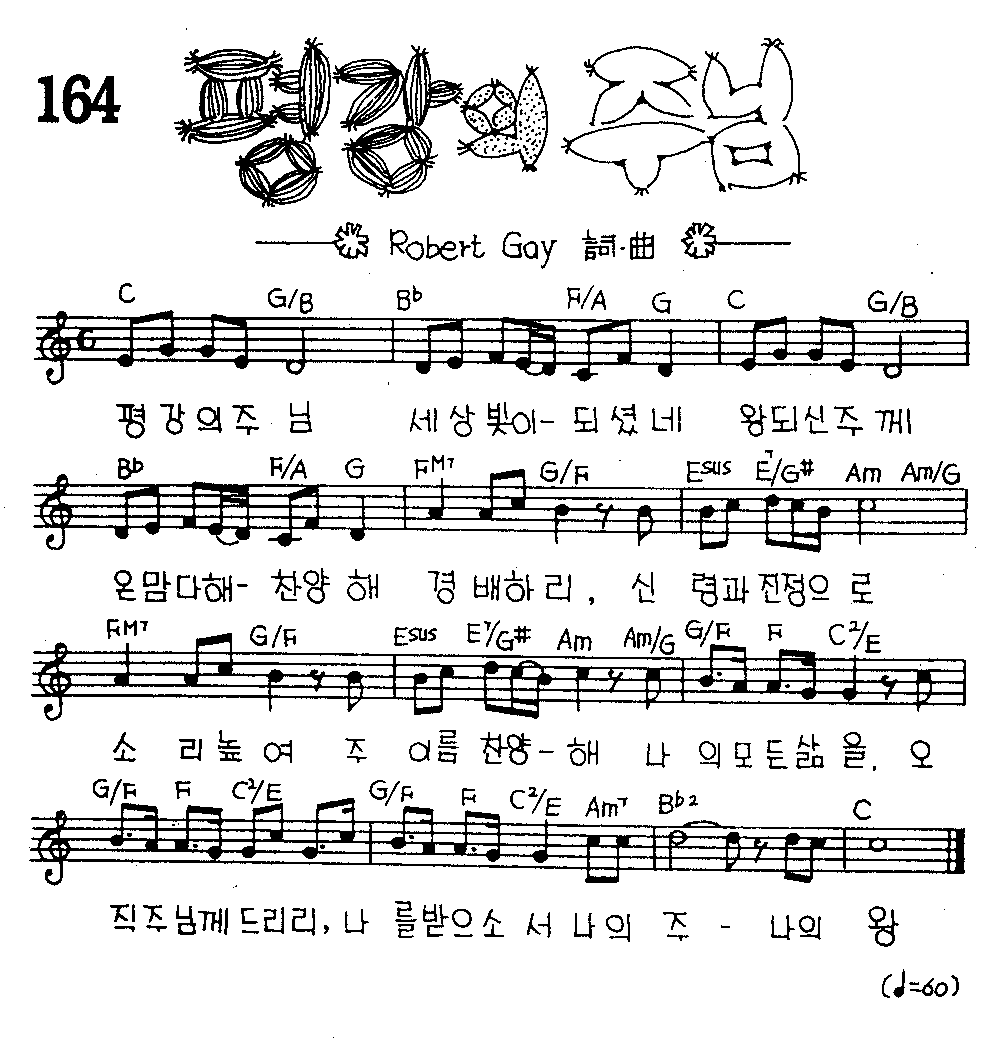 164
평강의 주님
Robert Gay 詞·曲
C G/B B♭ F/A G C G/B
평 강 의 주 님 세 상 빛 이- 되 셨 네 왕 되 신 주 께
B♭ F/A G FM7 G/F Esus E7/G# Am Am/G
온 맘 다 해- 찬 양 해 경 배 하 리, 신 령 과 진 정 으 로
FM7 G/F Esus E7/G# Am Am/G G/F F C2/E
소 리 높 여 주 이 름 찬 양 - 해 나 의 모 든 삶 을, 오
G/F F C2/E G/F F C2/E Am7 B♭2 C
직 주 님 께 드 리 리, 나 를 받 으 소 서 나 의 주 - 나 의 왕
(♩=60)